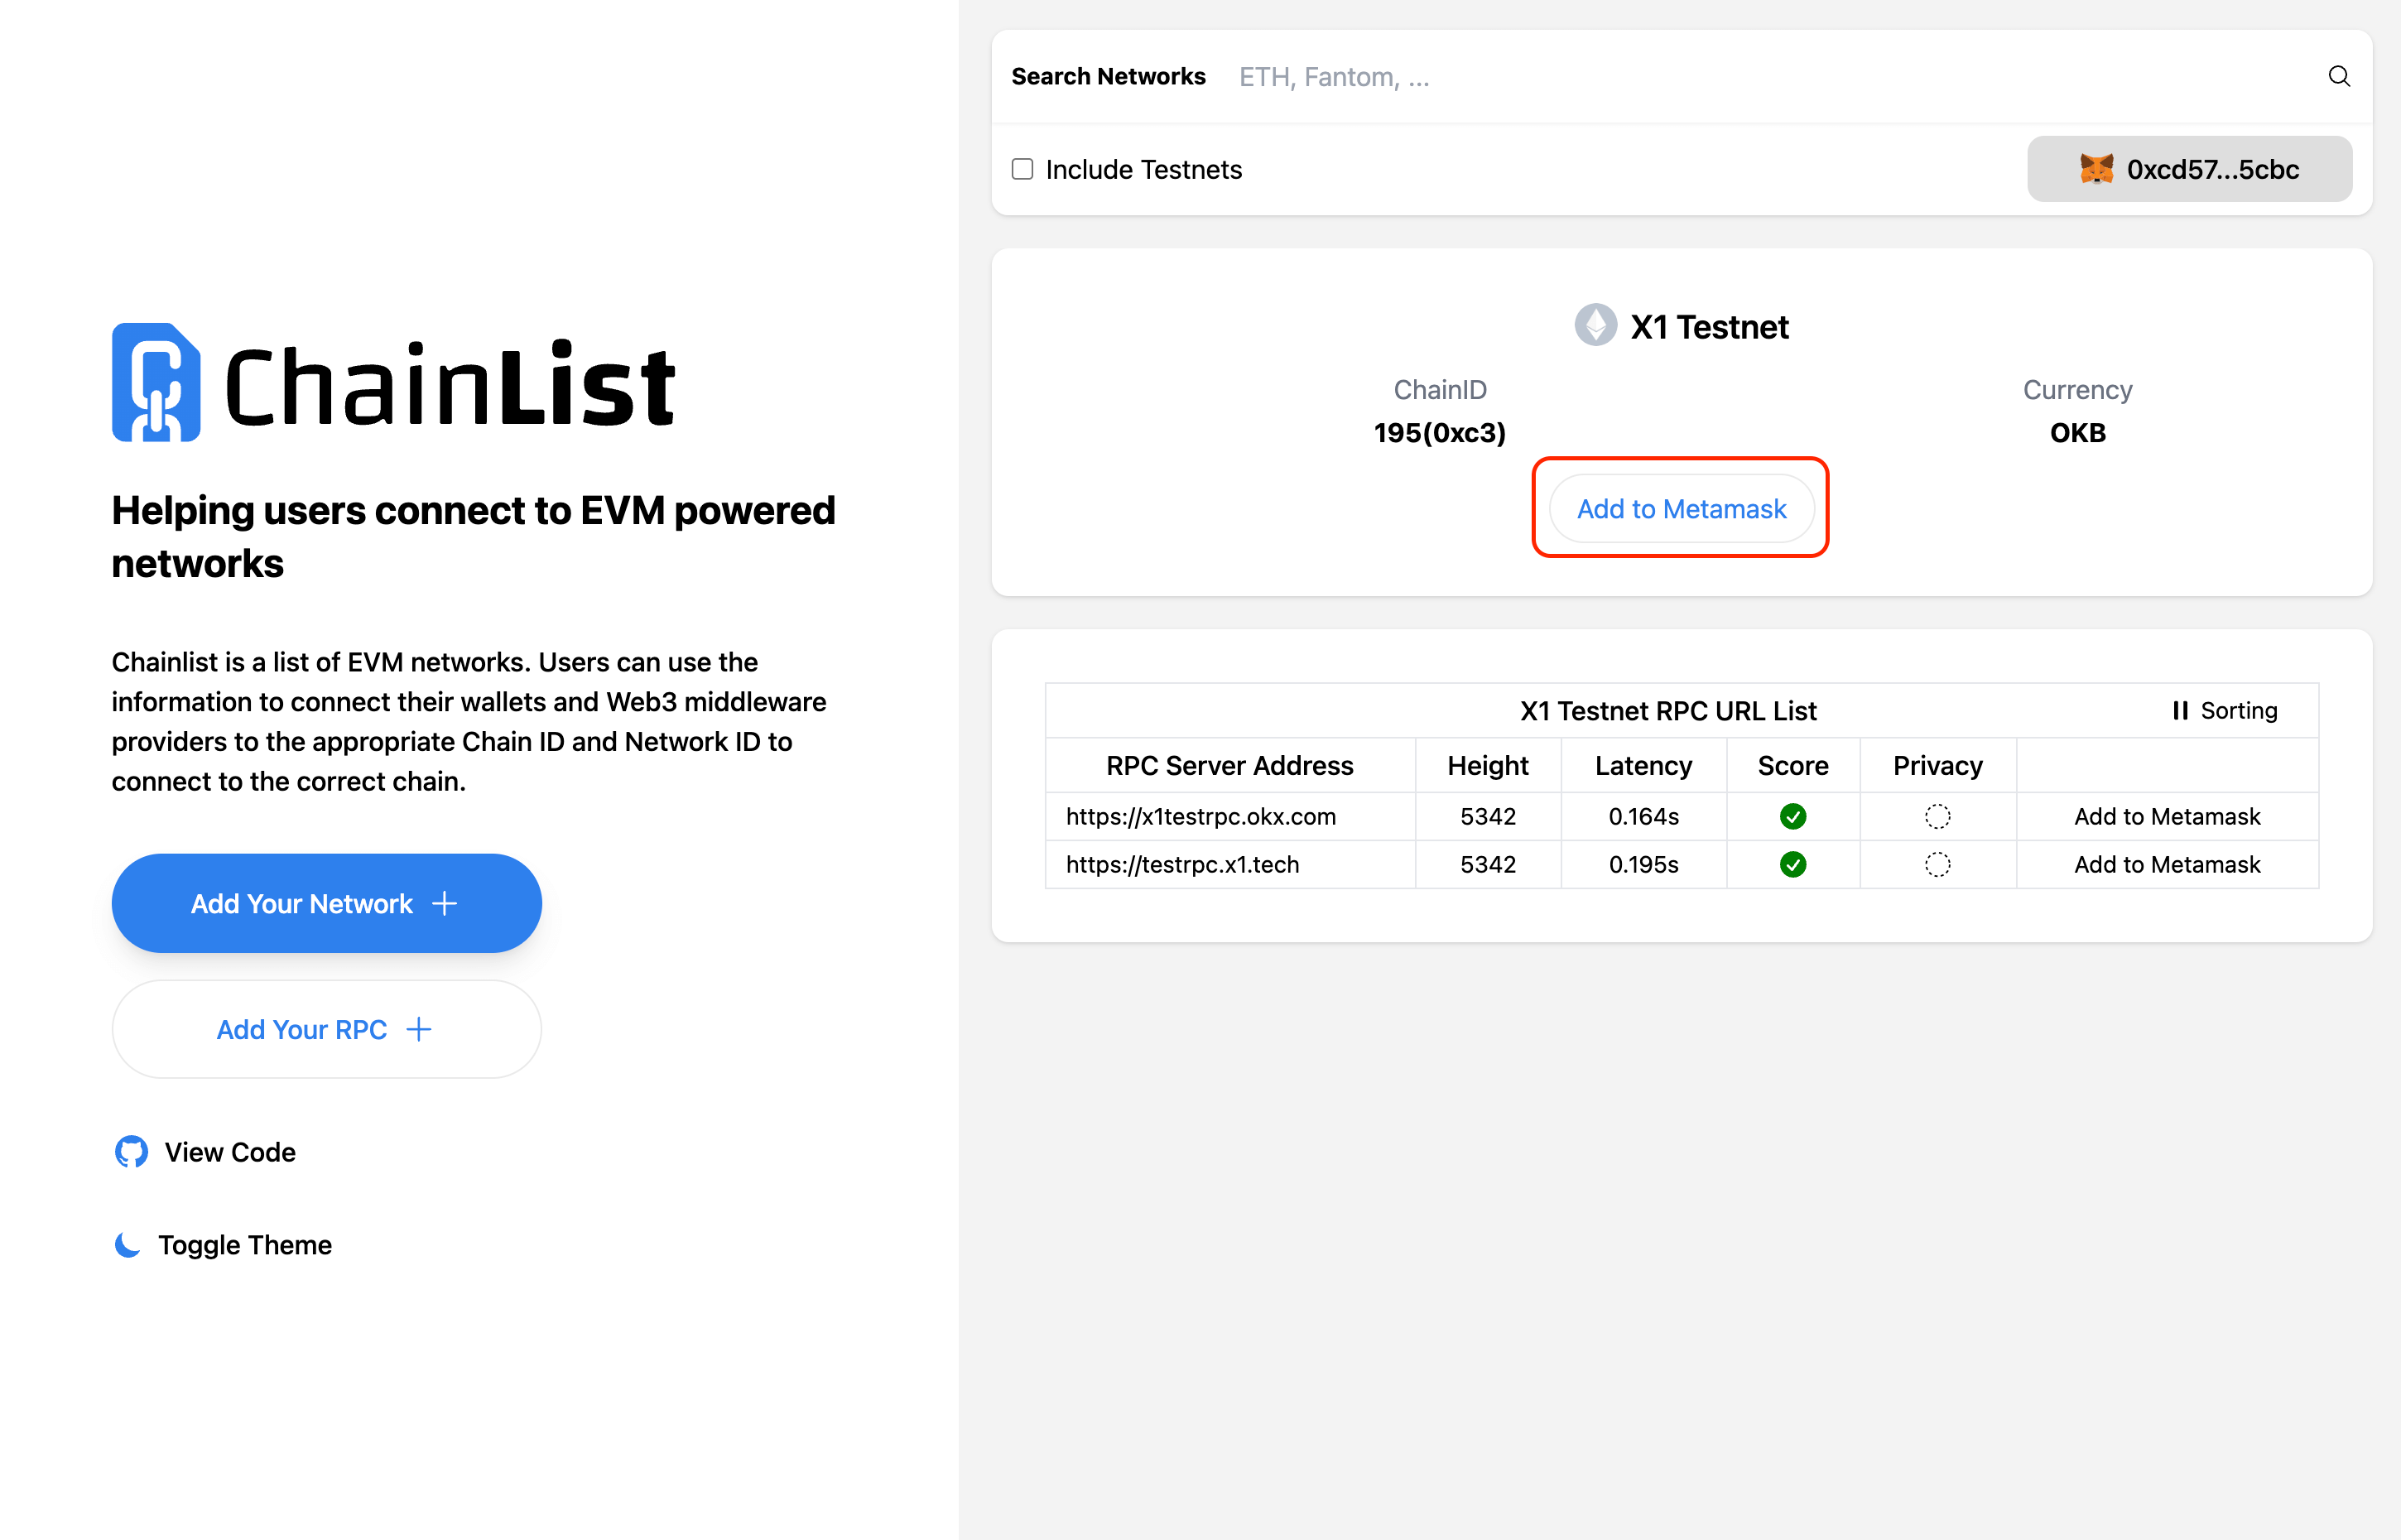 ChainList
Helping users connect to EVM powered
networks
Chainlist is a list of EVM networks. Users can use the
information to connect their wallets and Web3 middleware
providers to the appropriate Chain ID and Network ID to
connect to the correct chain.
Add Your Network
Add Your RPC
View Code
Toggle Theme
Search Networks ETH, Fantom, ...
Include Testnets 0xcd57...5cbc
X1 Testnet
ChainID Currency
195(0xc3) OKB
Add to Metamask
X1 Testnet RPC URL List Sorting
RPC Server Address Height Latency Score Privacy
https://x1testrpc.okx.com 5342 0.164s Add to Metamask
https://testrpc.x1.tech 5342 0.195s Add to Metamask